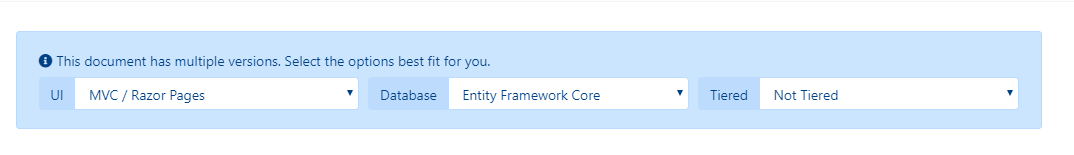 This document has multiple versions. Select the options best fit for you.
UI MVC / Razor Pages Database Entity Framework Core Tiered Not Tiered